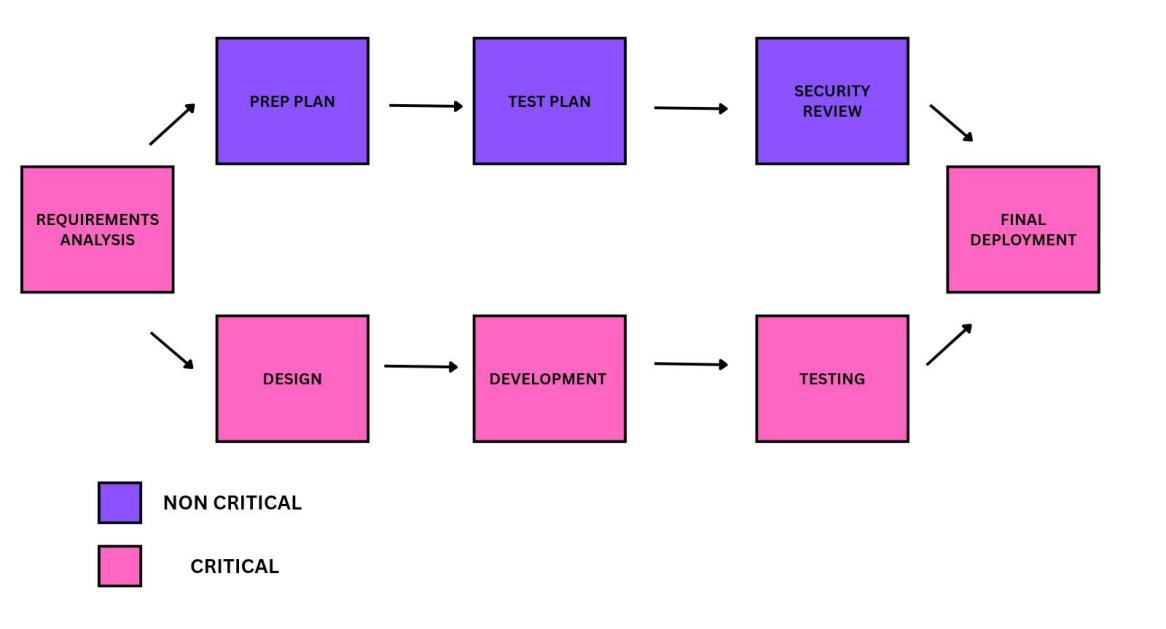 PREP PLAN
TEST PLAN
SECURITY
REVIEW
REQUIREMENTS
ANALYSIS
FINAL
DEPLOYMENT
DESIGN
DEVELOPMENT
TESTING
NON CRITICAL
CRITICAL